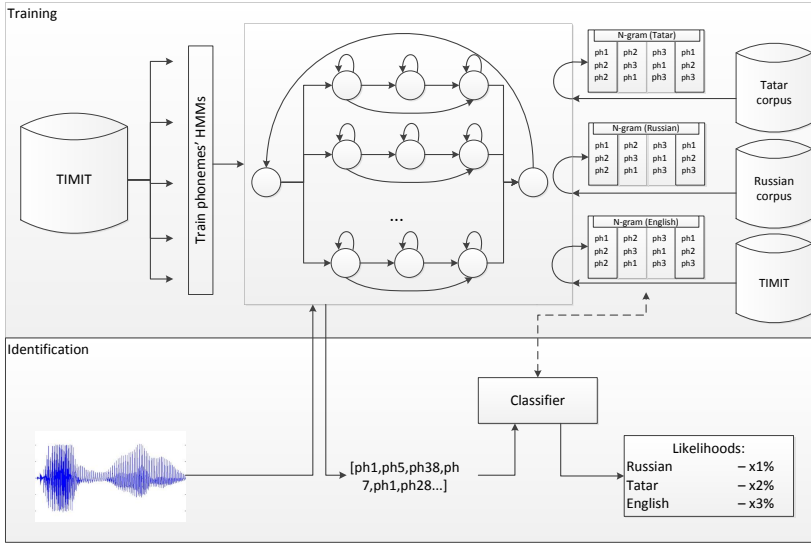 Training
TIMIT
Train phonemes' HMMs
...
N-gram (Tatar)
ph1 ph2 ph3 ph1
ph2 ph3 ph1 ph2
ph2 ph1 ph3 ph3
Tatar
corpus
N-gram (Russian)
ph1 ph2 ph3 ph1
ph2 ph3 ph1 ph2
ph2 ph1 ph3 ph3
Russian
corpus
N-gram (English)
ph1 ph2 ph3 ph1
ph2 ph3 ph1 ph2
ph2 ph1 ph3 ph3
TIMIT
Identification
[ph1,ph5,ph38,ph
7,ph1,ph28...]
Classifier
Likelihoods:
Russian – x1%
Tatar – x2%
English – x3%